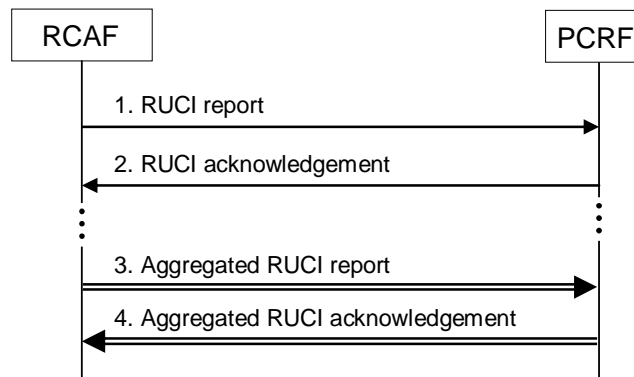 RCAF
PCRF
1. RUCI report
2. RUCI acknowledgement
3. Aggregated RUCI report
4. Aggregated RUCI acknowledgement